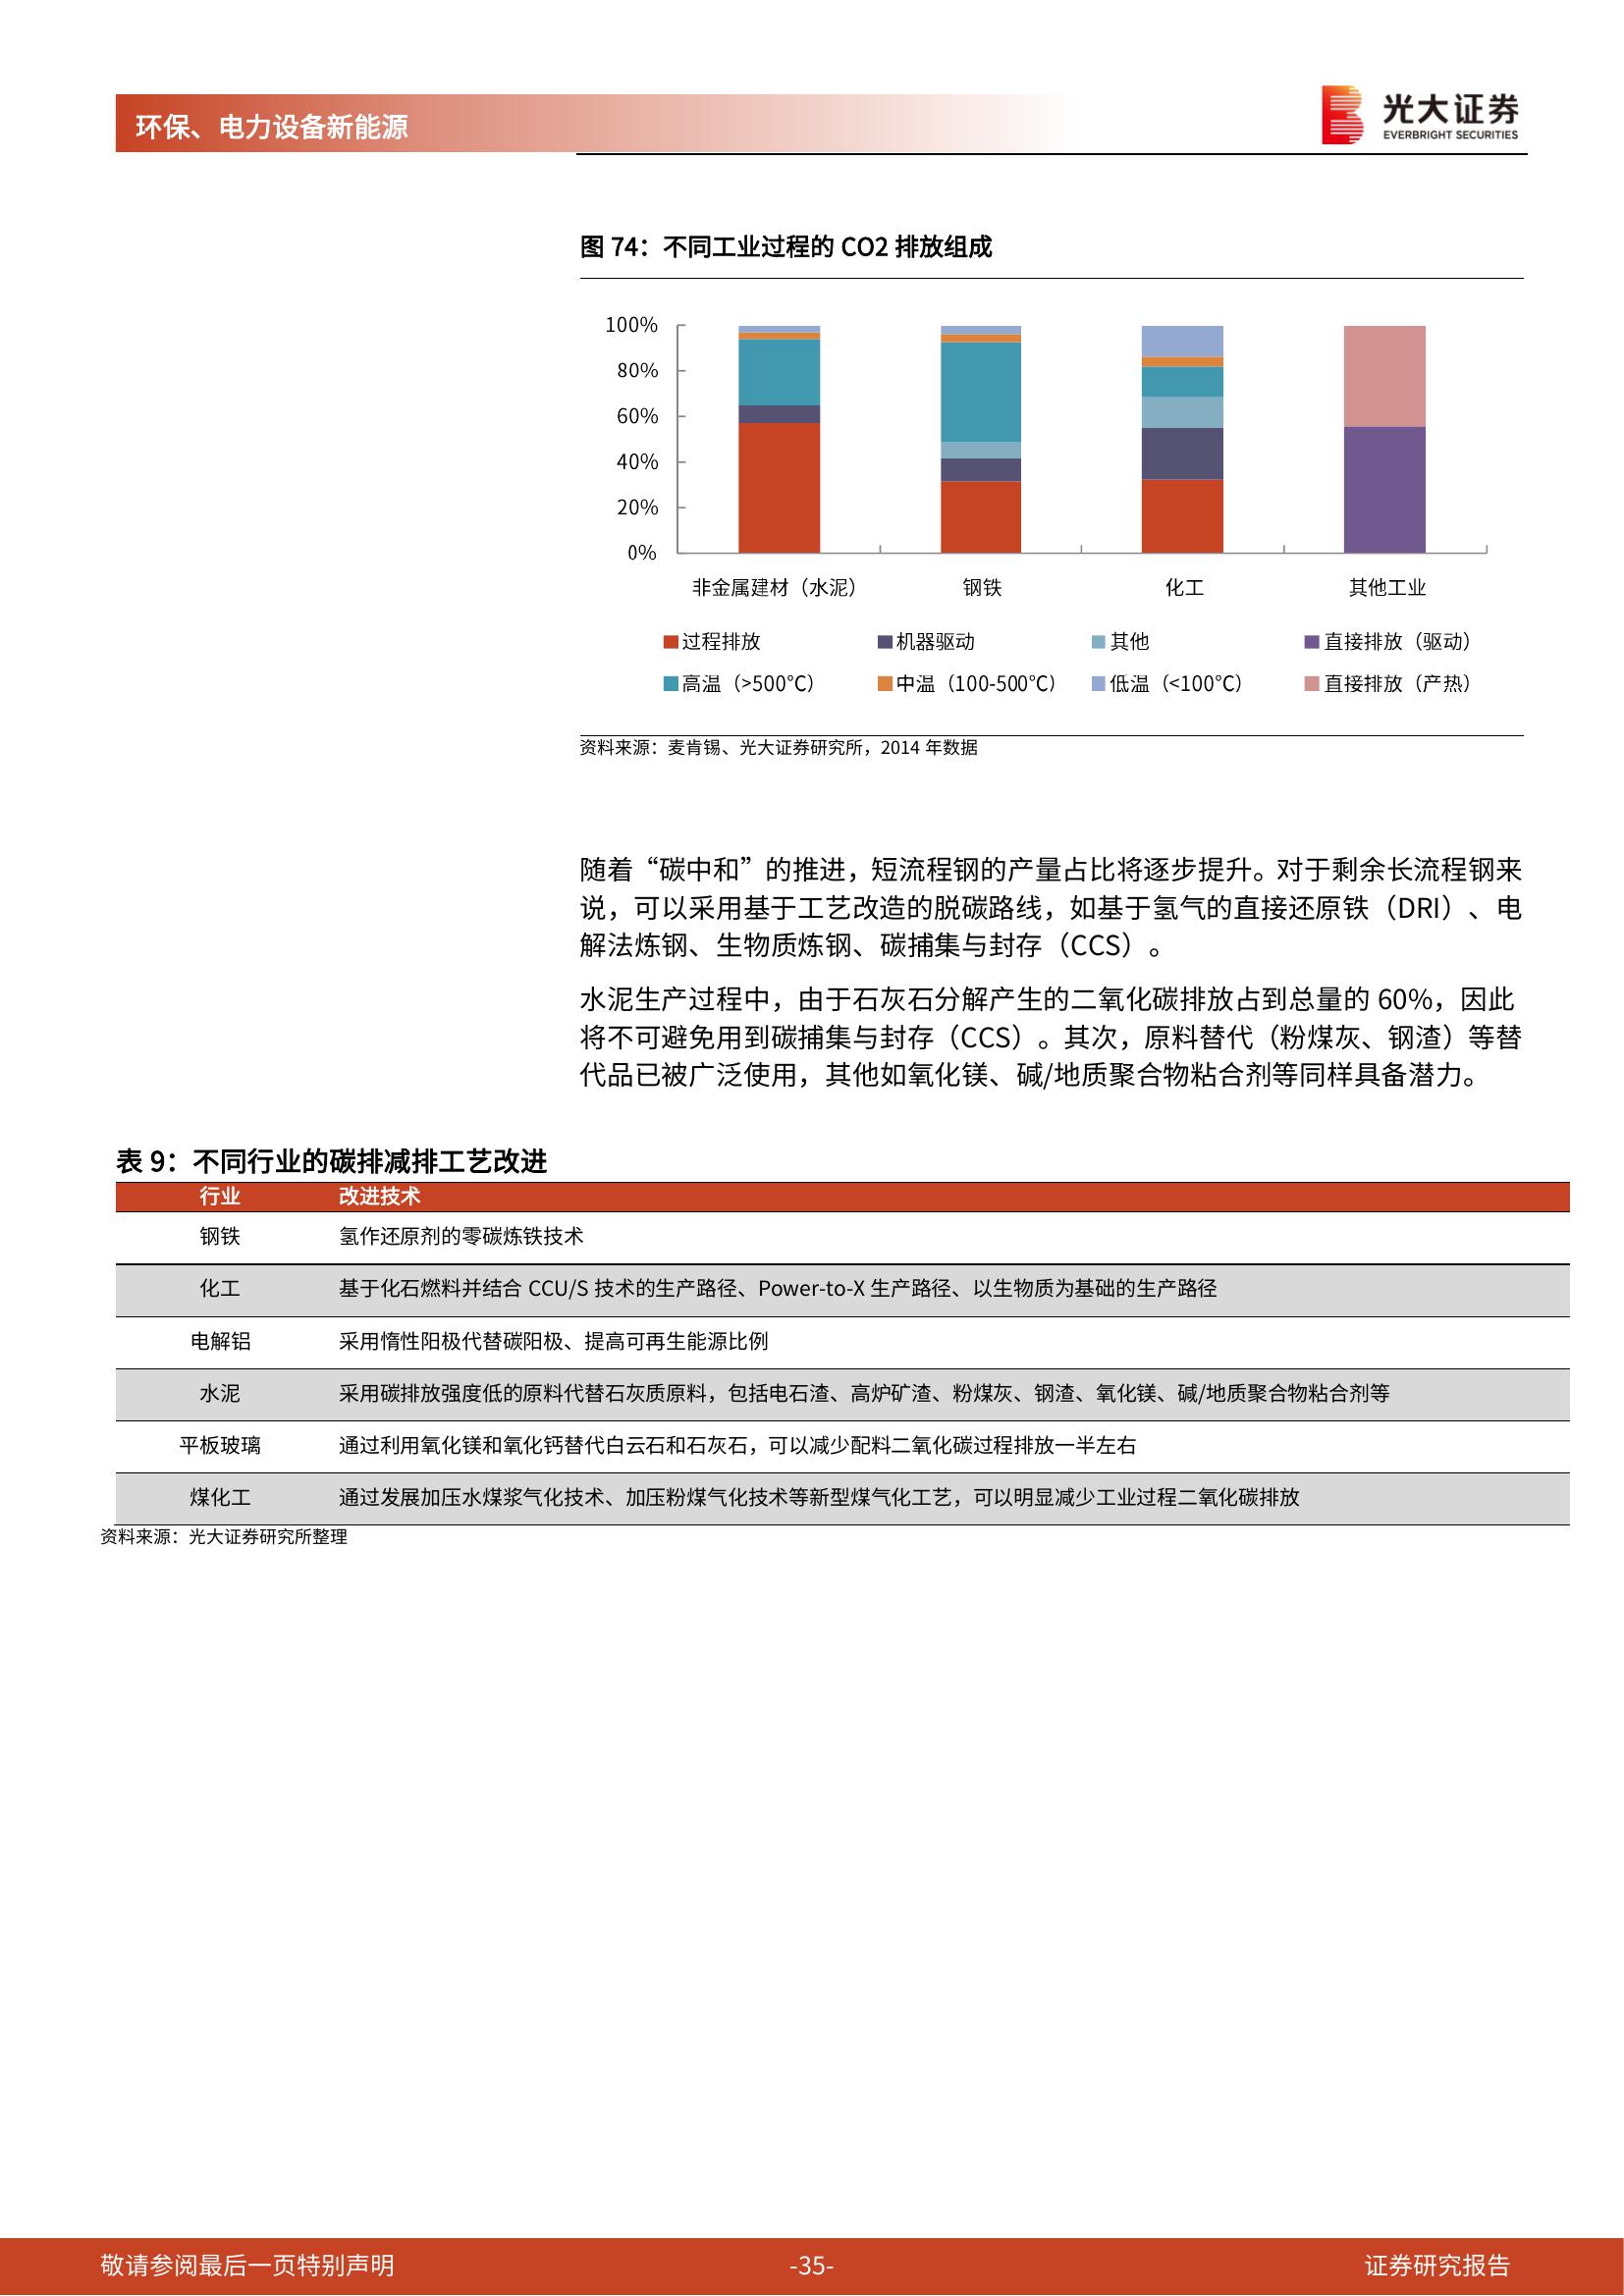 环保、电力设备新能源
光大证券
EVERBRIGHT SECURITIES
图 74：不同工业过程的 CO2 排放组成
100%
80%
60%
40%
20%
0%
非金属建材（水泥） 钢铁 化工 其他工业
过程排放 机器驱动 其他 直接排放（驱动）
高温（>500℃） 中温（100-500℃） 低温（<100℃） 直接排放（产热）
资料来源：麦肯锡、光大证券研究所，2014 年数据
随着“碳中和”的推进，短流程钢的产量占比将逐步提升。对于剩余长流程钢来
说，可以采用基于工艺改造的脱碳路线，如基于氢气的直接还原铁（DRI）、电
解法炼钢、生物质炼钢、碳捕集与封存（CCS）。
水泥生产过程中，由于石灰石分解产生的二氧化碳排放占到总量的 60%，因此
将不可避免用到碳捕集与封存（CCS）。其次，原料替代（粉煤灰、钢渣）等替
代品已被广泛使用，其他如氧化镁、碱/地质聚合物粘合剂等同样具备潜力。
表 9：不同行业的碳排减排工艺改进
行业 改进技术
钢铁 氢作还原剂的零碳炼铁技术
化工 基于化石燃料并结合 CCU/S 技术的生产路径、Power-to-X 生产路径、以生物质为基础的生产路径
电解铝 采用惰性阳极代替碳阳极、提高可再生能源比例
水泥 采用碳排放强度低的原料代替石灰质原料，包括电石渣、高炉矿渣、粉煤灰、钢渣、氧化镁、碱/地质聚合物粘合剂等
平板玻璃 通过利用氧化镁和氧化钙替代白云石和石灰石，可以减少配料二氧化碳过程排放一半左右
煤化工 通过发展加压水煤浆气化技术、加压粉煤气化技术等新型煤气化工艺，可以明显减少工业过程二氧化碳排放
资料来源：光大证券研究所整理
敬请参阅最后一页特别声明 -35- 证券研究报告